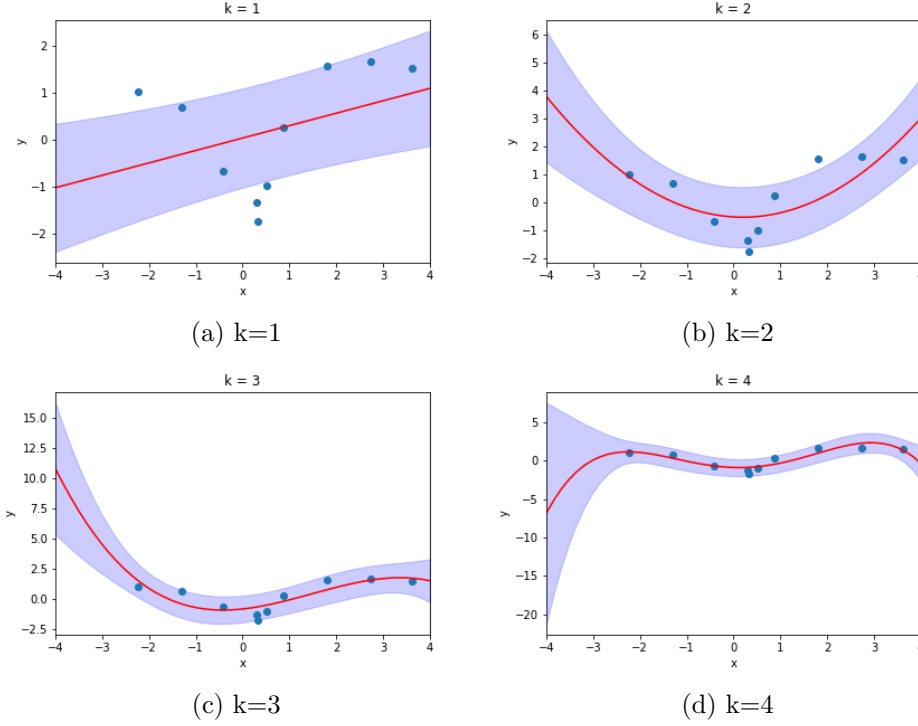 k = 1
2
1
0
−1
−2
y
−4 −3 −2 −1 0 1 2 3 4
x
(a) k=1
k = 2
6
5
4
3
2
1
0
−1
−2
y
−4 −3 −2 −1 0 1 2 3 4
x
(b) k=2
k = 3
15.0
12.5
10.0
7.5
5.0
2.5
0.0
−2.5
y
−4 −3 −2 −1 0 1 2 3 4
x
(c) k=3
k = 4
5
0
−5
−10
−15
−20
y
−4 −3 −2 −1 0 1 2 3 4
x
(d) k=4